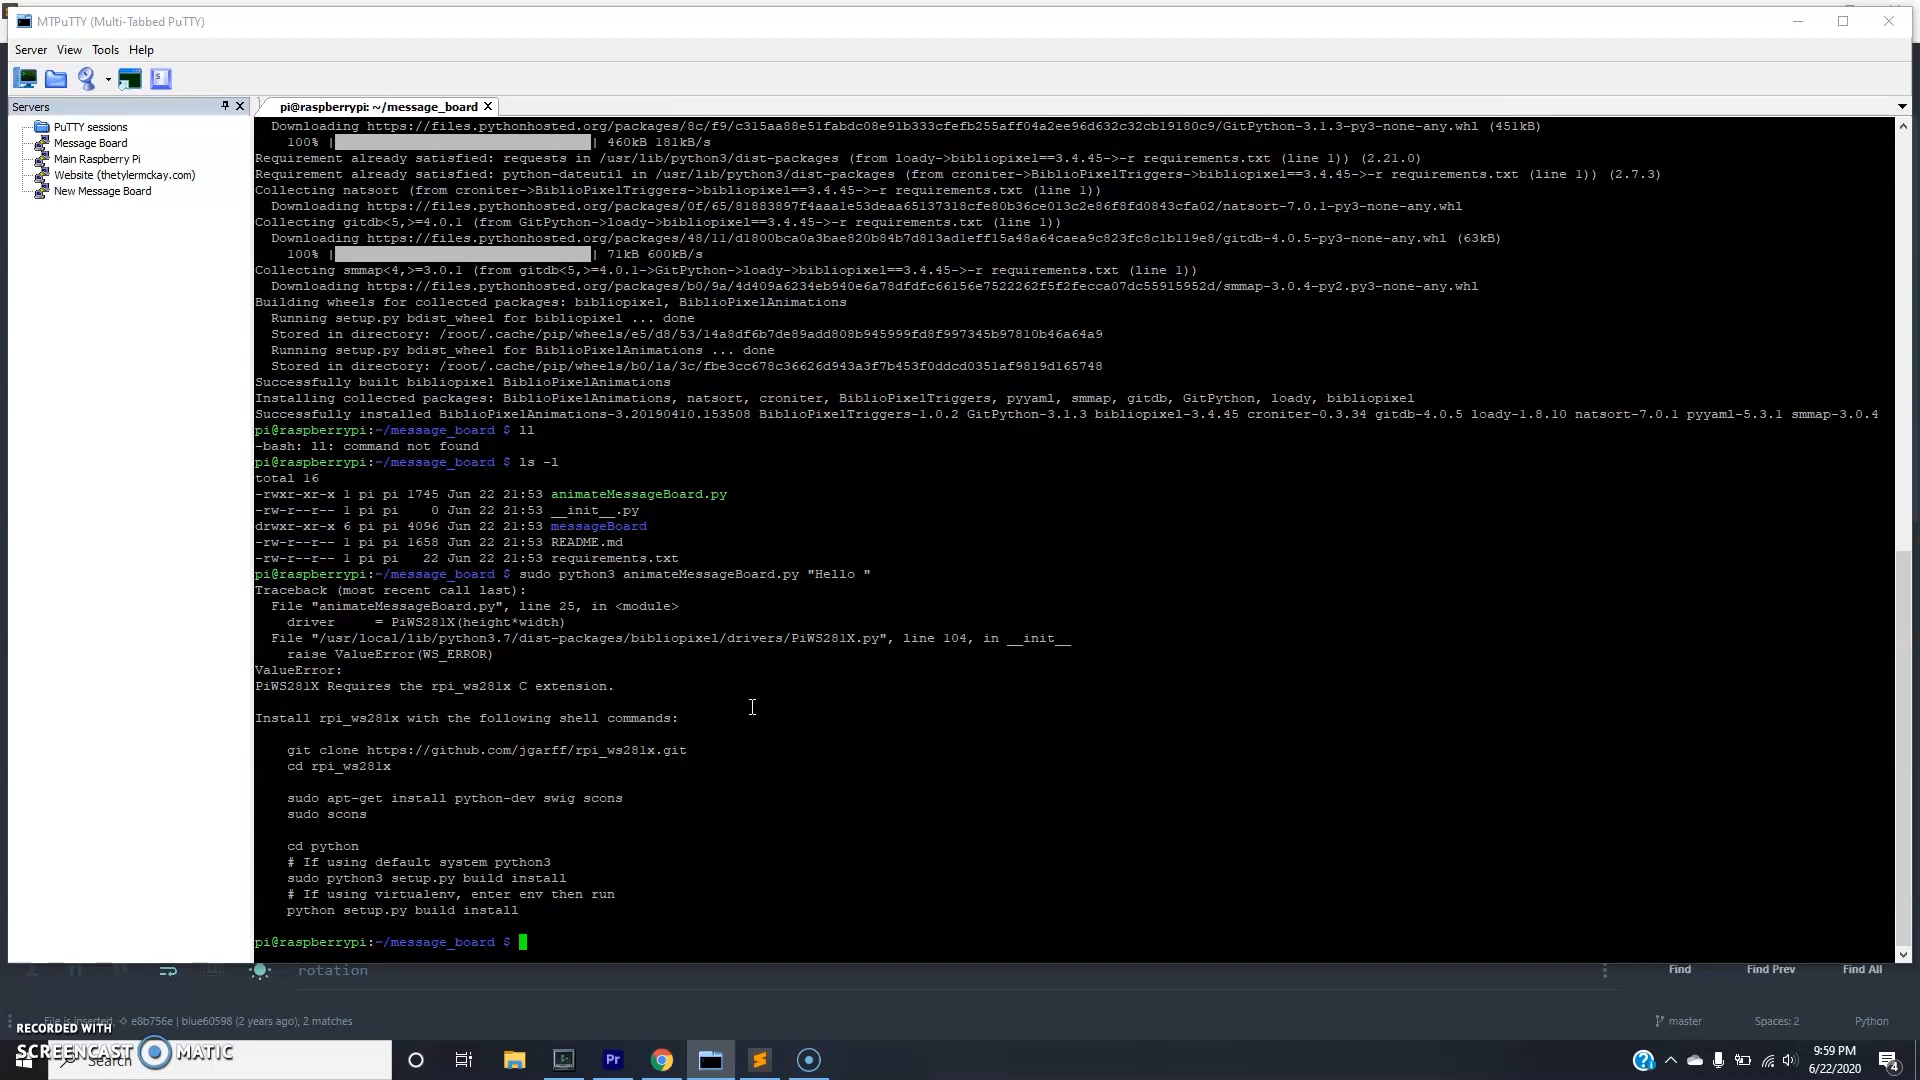 MTPuTTY (Multi-Tabbed PuTTY)
Server View Tools Help
Servers
pi@raspberrypi: ~/message_board
PuTTY sessions
Message Board
Main Raspberry Pi
Website (thetylermckay.com)
New Message Board
Downloading https://files.pythonhosted.org/packages/8c/f9/c315aa88e51fabdc08e91b333cfefb255aff04a2ee96d632c32cb19180c9/GitPython-3.1.3-py3-none-any.whl (451kB)
100% | | 460kB 181kB/s
Requirement already satisfied: requests in /usr/lib/python3/dist-packages (from loady->bibliopixel==3.4.45->-r requirements.txt (line 1)) (2.21.0)
Requirement already satisfied: python-dateutil in /usr/lib/python3/dist-packages (from croniter->BiblioPixelTriggers->bibliopixel==3.4.45->-r requirements.txt (line 1)) (2.7.3)
Collecting natsort (from croniter->BiblioPixelTriggers->bibliopixel==3.4.45->-r requirements.txt (line 1))
Downloading https://files.pythonhosted.org/packages/0f/65/81883897f4aaa1e53deaa65137318cfe80b36ce013c2e86f8fd0843cfa02/natsort-7.0.1-py3-none-any.whl
Collecting gitdb<5,>=4.0.1 (from GitPython->loady->bibliopixel==3.4.45->-r requirements.txt (line 1))
Downloading https://files.pythonhosted.org/packages/48/11/d1800bca0a3bae820b84b7d813ad1eff15a48a64caea9c823fc8c1b119e8/gitdb-4.0.5-py3-none-any.whl (63kB)
100% | | 71kB 600kB/s
Collecting smmap<4,>=3.0.1 (from gitdb<5,>=4.0.1->GitPython->loady->bibliopixel==3.4.45->-r requirements.txt (line 1))
Downloading https://files.pythonhosted.org/packages/b0/9a/4d409a6234eb940e6a78dfdfc66156e7522262f5f2fecca07dc55915952d/smmap-3.0.4-py2.py3-none-any.whl
Building wheels for collected packages: bibliopixel, BiblioPixelAnimations
Running setup.py bdist_wheel for bibliopixel ... done
Stored in directory: /root/.cache/pip/wheels/e5/d8/53/14a8df6b7de89add808b945999fd8f997345b97810b46a64a9
Running setup.py bdist_wheel for BiblioPixelAnimations ... done
Stored in directory: /root/.cache/pip/wheels/b0/1a/3c/fbe3cc678c36626d943a3f7b453f0ddcd0351af9819d165748
Successfully built bibliopixel BiblioPixelAnimations
Installing collected packages: BiblioPixelAnimations, natsort, croniter, BiblioPixelTriggers, pyyaml, smmap, gitdb, GitPython, loady, bibliopixel
Successfully installed BiblioPixelAnimations-3.20190410.153508 BiblioPixelTriggers-1.0.2 GitPython-3.1.3 bibliopixel-3.4.45 croniter-0.3.34 gitdb-4.0.5 loady-1.8.10 natsort-7.0.1 pyyaml-5.3.1 smmap-3.0.4
pi@raspberrypi:~/message_board $ ll
-bash: ll: command not found
pi@raspberrypi:~/message_board $ ls -l
total 16
-rwxr-xr-x 1 pi pi 1745 Jun 22 21:53 animateMessageBoard.py
-rw-r--r-- 1 pi pi    0 Jun 22 21:53 __init__.py
drwxr-xr-x 6 pi pi 4096 Jun 22 21:53 messageBoard
-rw-r--r-- 1 pi pi 1658 Jun 22 21:53 README.md
-rw-r--r-- 1 pi pi   22 Jun 22 21:53 requirements.txt
pi@raspberrypi:~/message_board $ sudo python3 animateMessageBoard.py "Hello "
Traceback (most recent call last):
File "animateMessageBoard.py", line 25, in <module>
driver     = PiWS281X(height*width)
File "/usr/local/lib/python3.7/dist-packages/bibliopixel/drivers/PiWS281X.py", line 104, in __init__
raise ValueError(WS_ERROR)
ValueError:
PiWS281X Requires the rpi_ws281x C extension.
Install rpi_ws281x with the following shell commands:
git clone https://github.com/jgarff/rpi_ws281x.git
cd rpi_ws281x
sudo apt-get install python-dev swig scons
sudo scons
cd python
# If using default system python3
sudo python3 setup.py build install
# If using virtualenv, enter env then run
python setup.py build install
pi@raspberrypi:~/message_board $
rotation
Find Find Prev Find All
File is inserted, e8b756e | blue60598 (2 years ago), 2 matches
master Spaces: 2 Python
RECORDED WITH
SCREENCAST MATIC
Search
Pr
9:59 PM
6/22/2020
4